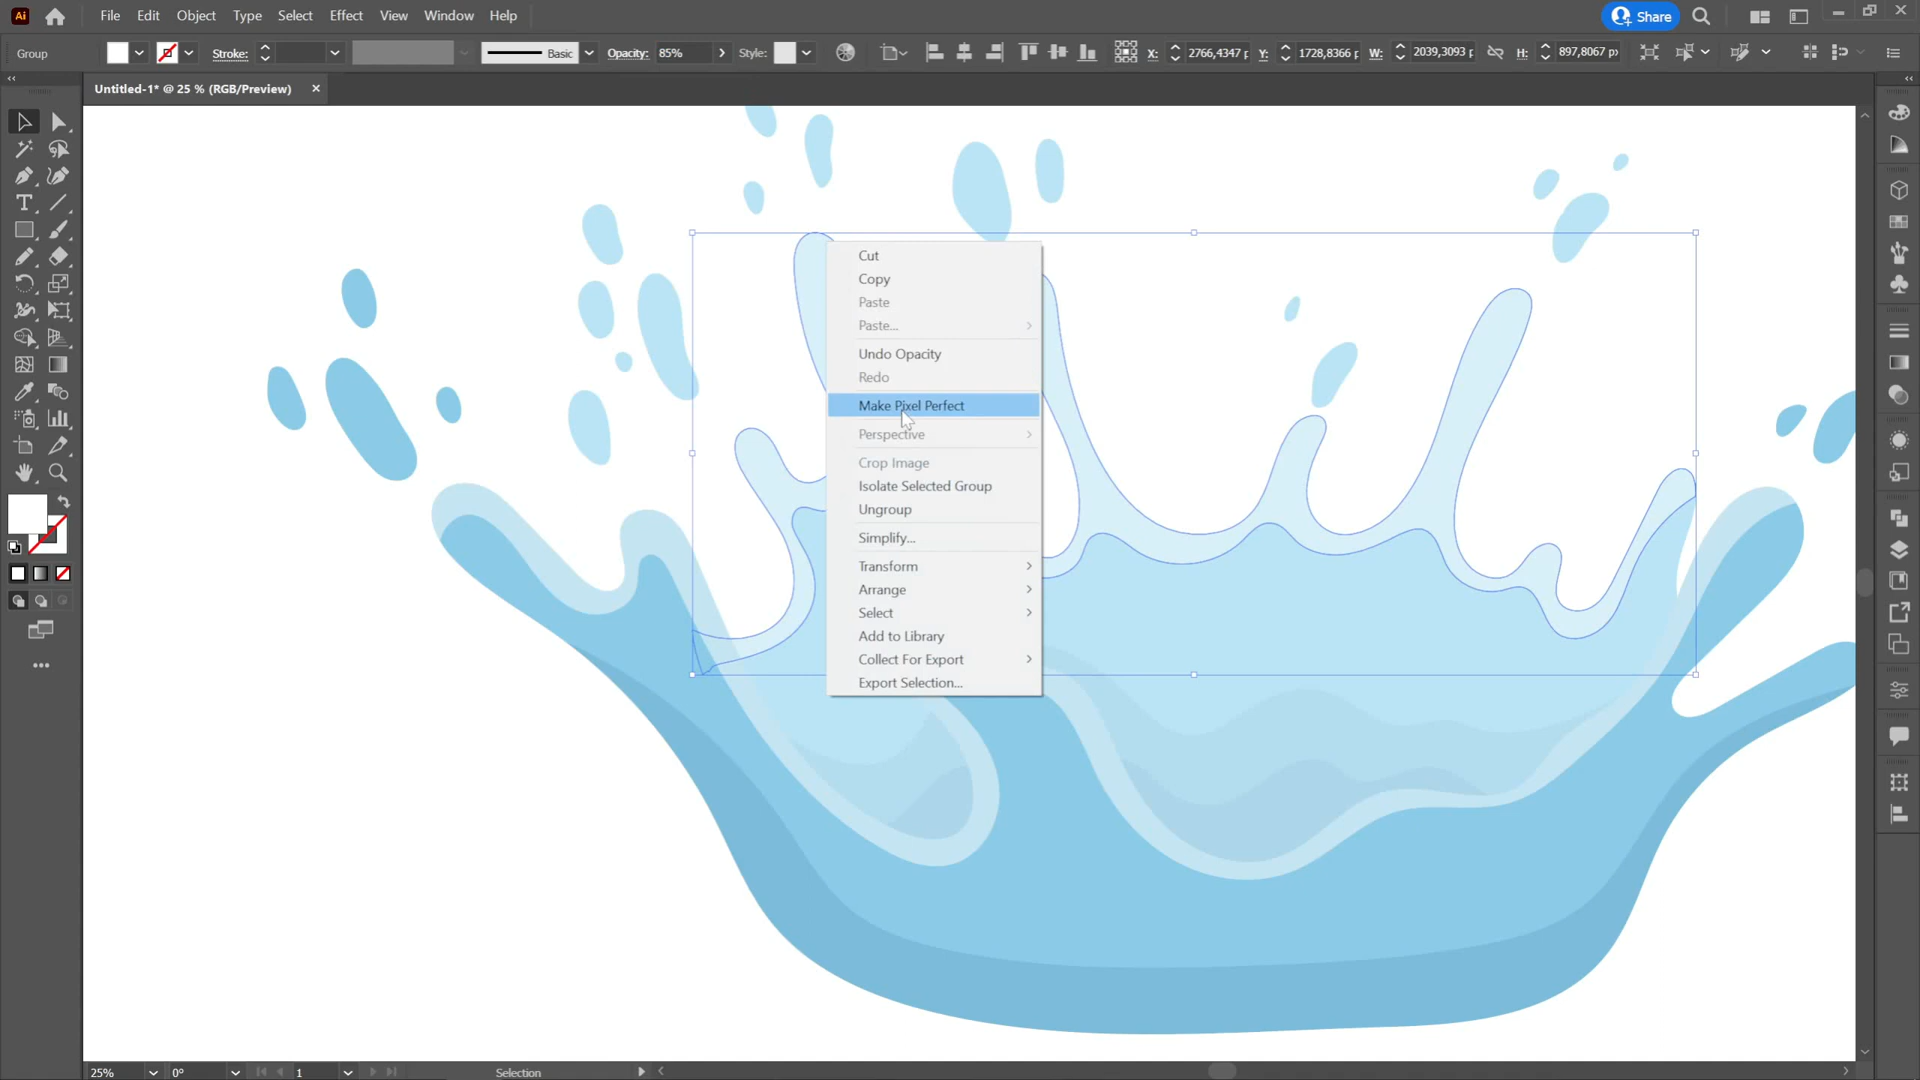 Ai File Edit Object Type Select Effect View Window Help Share
Group Stroke: Basic Opacity: 85% Style: X: 2766,4347 Y: 1728,8366 W: 2039,3093 H: 897,8067 px
Untitled-1* @ 25 % (RGB/Preview) ×
Cut
Copy
Paste
Paste...
Undo Opacity
Redo
Make Pixel Perfect
Perspective
Crop Image
Isolate Selected Group
Ungroup
Simplify...
Transform
Arrange
Select
Add to Library
Collect For Export
Export Selection...
25% 0° 1 Selection